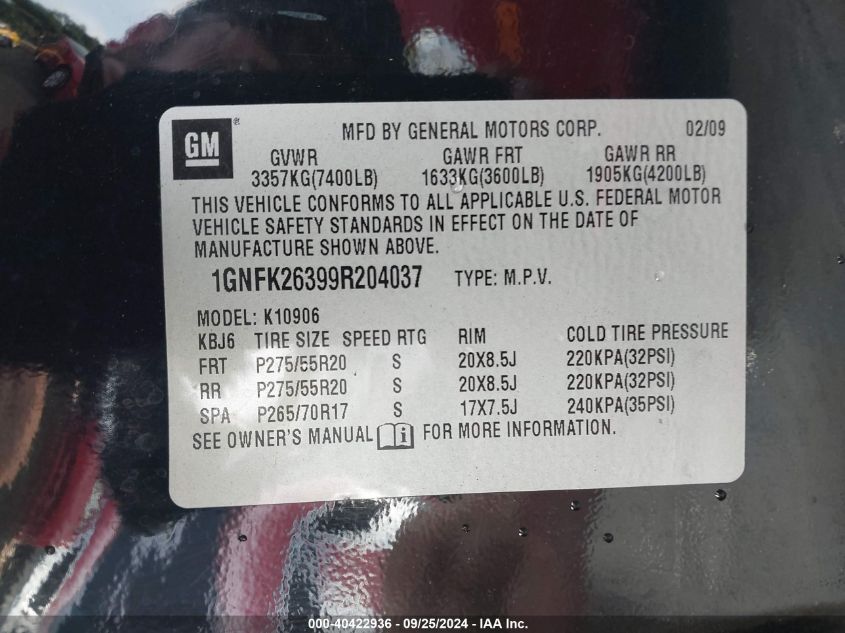 GM®
MFD BY GENERAL MOTORS CORP. 02/09
GVWR GAWR FRT GAWR RR
3357KG(7400LB) 1633KG(3600LB) 1905KG(4200LB)
THIS VEHICLE CONFORMS TO ALL APPLICABLE U.S. FEDERAL MOTOR
VEHICLE SAFETY STANDARDS IN EFFECT ON THE DATE OF
MANUFACTURE SHOWN ABOVE.
1GNFK26399R204037 TYPE: M.P.V.
MODEL: K10906
KBJ6 TIRE SIZE SPEED RTG RIM COLD TIRE PRESSURE
FRT P275/55R20 S 20X8.5J 220KPA(32PSI)
RR P275/55R20 S 20X8.5J 220KPA(32PSI)
SPA P265/70R17 S 17X7.5J 240KPA(35PSI)
SEE OWNER'S MANUAL i FOR MORE INFORMATION.
000-40422936 - 09/25/2024 - IAA Inc.